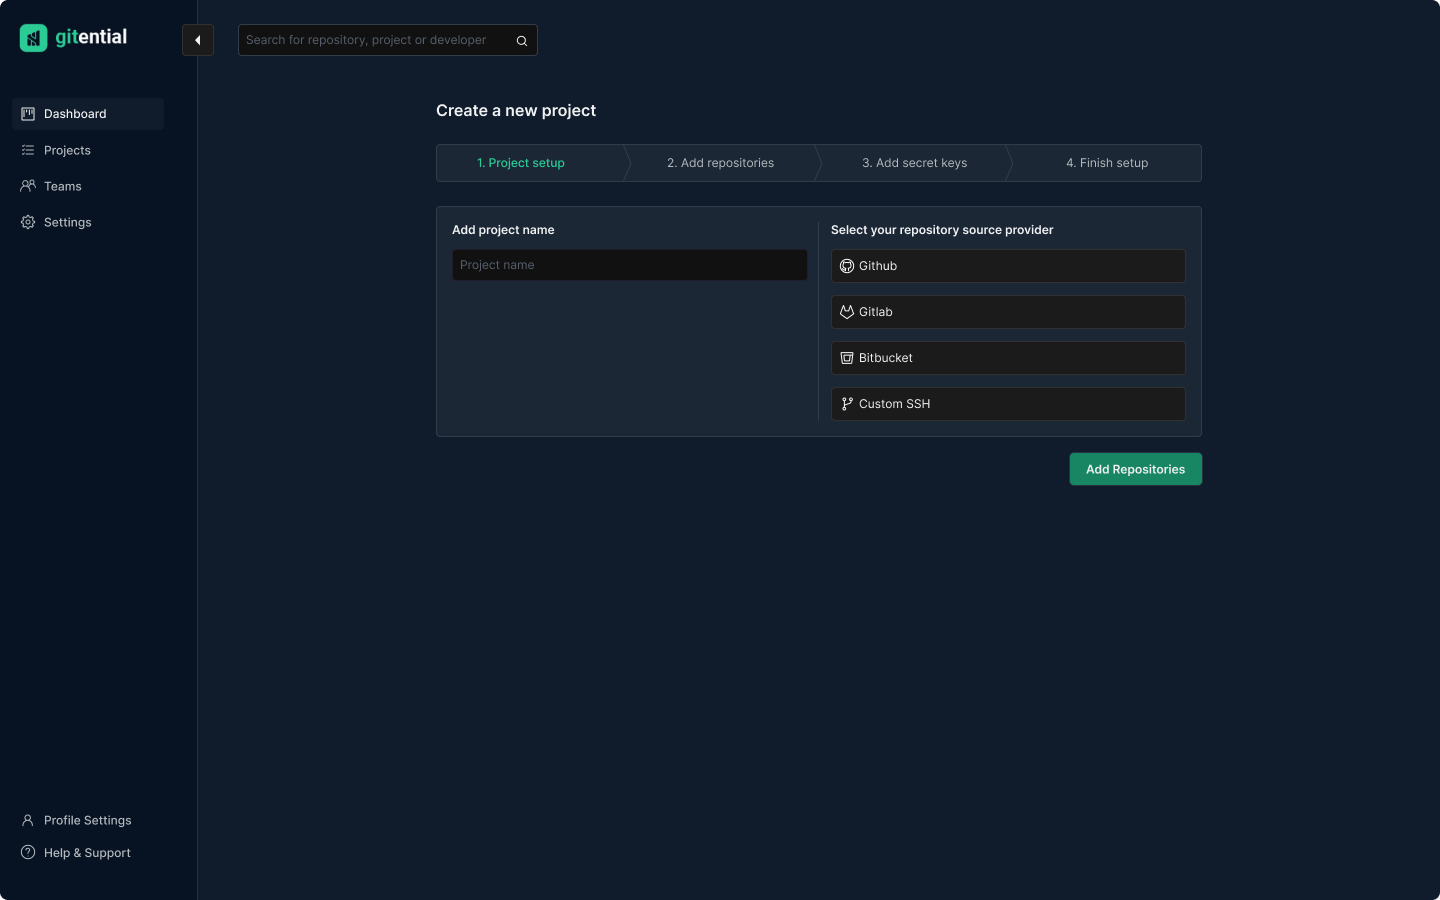 gitential
Search for repository, project or developer
Dashboard
Projects
Teams
Settings
Create a new project
1. Project setup
2. Add repositories
3. Add secret keys
4. Finish setup
Add project name
Project name
Select your repository source provider
Github
Gitlab
Bitbucket
Custom SSH
Add Repositories
Profile Settings
Help & Support